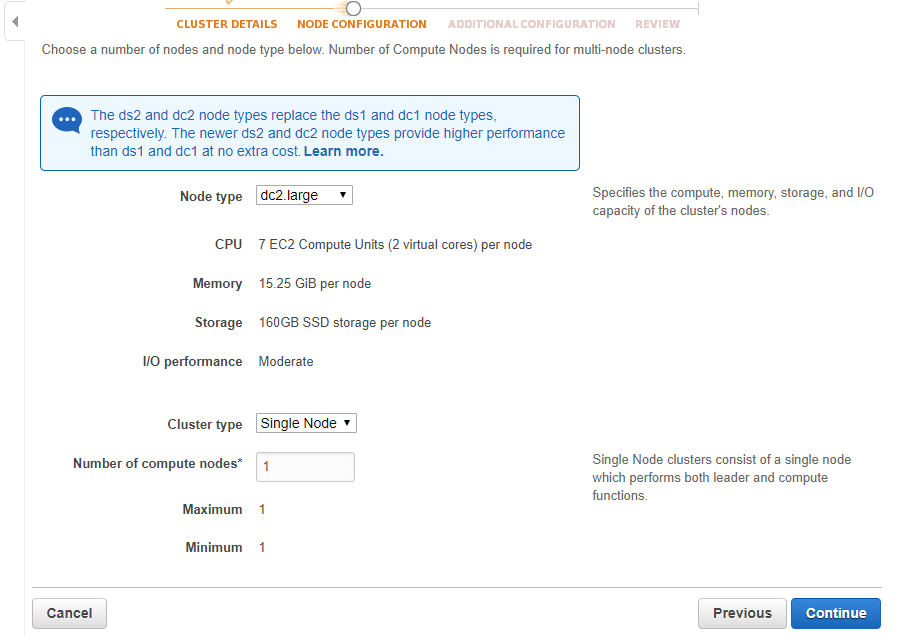 CLUSTER DETAILS NODE CONFIGURATION ADDITIONAL CONFIGURATION REVIEW
Choose a number of nodes and node type below. Number of Compute Nodes is required for multi-node clusters.
The ds2 and dc2 node types replace the ds1 and dc1 node types,
respectively. The newer ds2 and dc2 node types provide higher performance
than ds1 and dc1 at no extra cost. Learn more.
Node type dc2.large
Specifies the compute, memory, storage, and I/O
capacity of the cluster's nodes.
CPU 7 EC2 Compute Units (2 virtual cores) per node
Memory 15.25 GiB per node
Storage 160GB SSD storage per node
I/O performance Moderate
Cluster type Single Node
Number of compute nodes* 1
Single Node clusters consist of a single node
which performs both leader and compute
functions.
Maximum 1
Minimum 1
Cancel Previous Continue